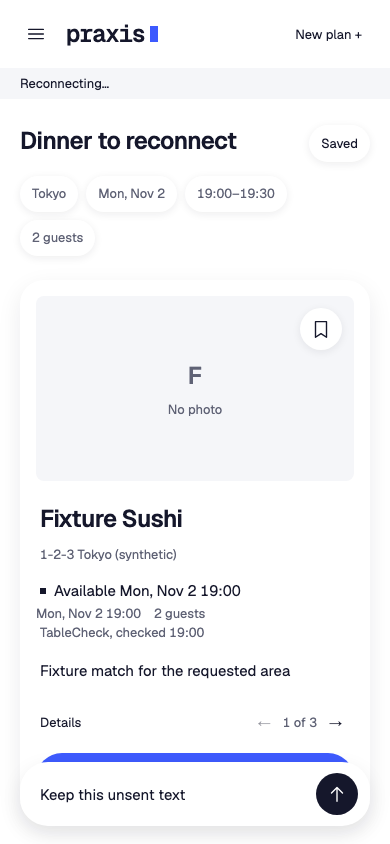 praxis
New plan +
Reconnecting…
Dinner to reconnect
Saved
Tokyo
Mon, Nov 2
19:00–19:30
2 guests
F
No photo
Fixture Sushi
1-2-3 Tokyo (synthetic)
Available Mon, Nov 2 19:00
Mon, Nov 2 19:00 2 guests
TableCheck, checked 19:00
Fixture match for the requested area
Details
← 1 of 3 →
Keep this unsent text